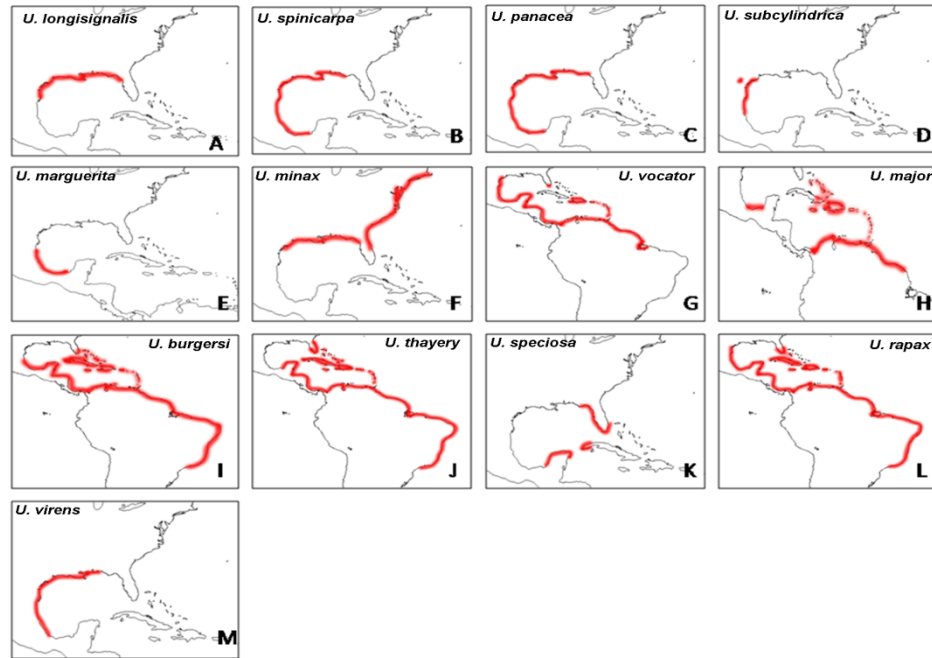 U. longisignalis
A
U. spinicarpa
B
U. panacea
C
U. subcylindrica
D
U. marguerita
E
U. minax
F
U. vocator
G
U. major
H
U. burgersi
I
U. thayery
J
U. speciosa
K
U. rapax
L
U. virens
M